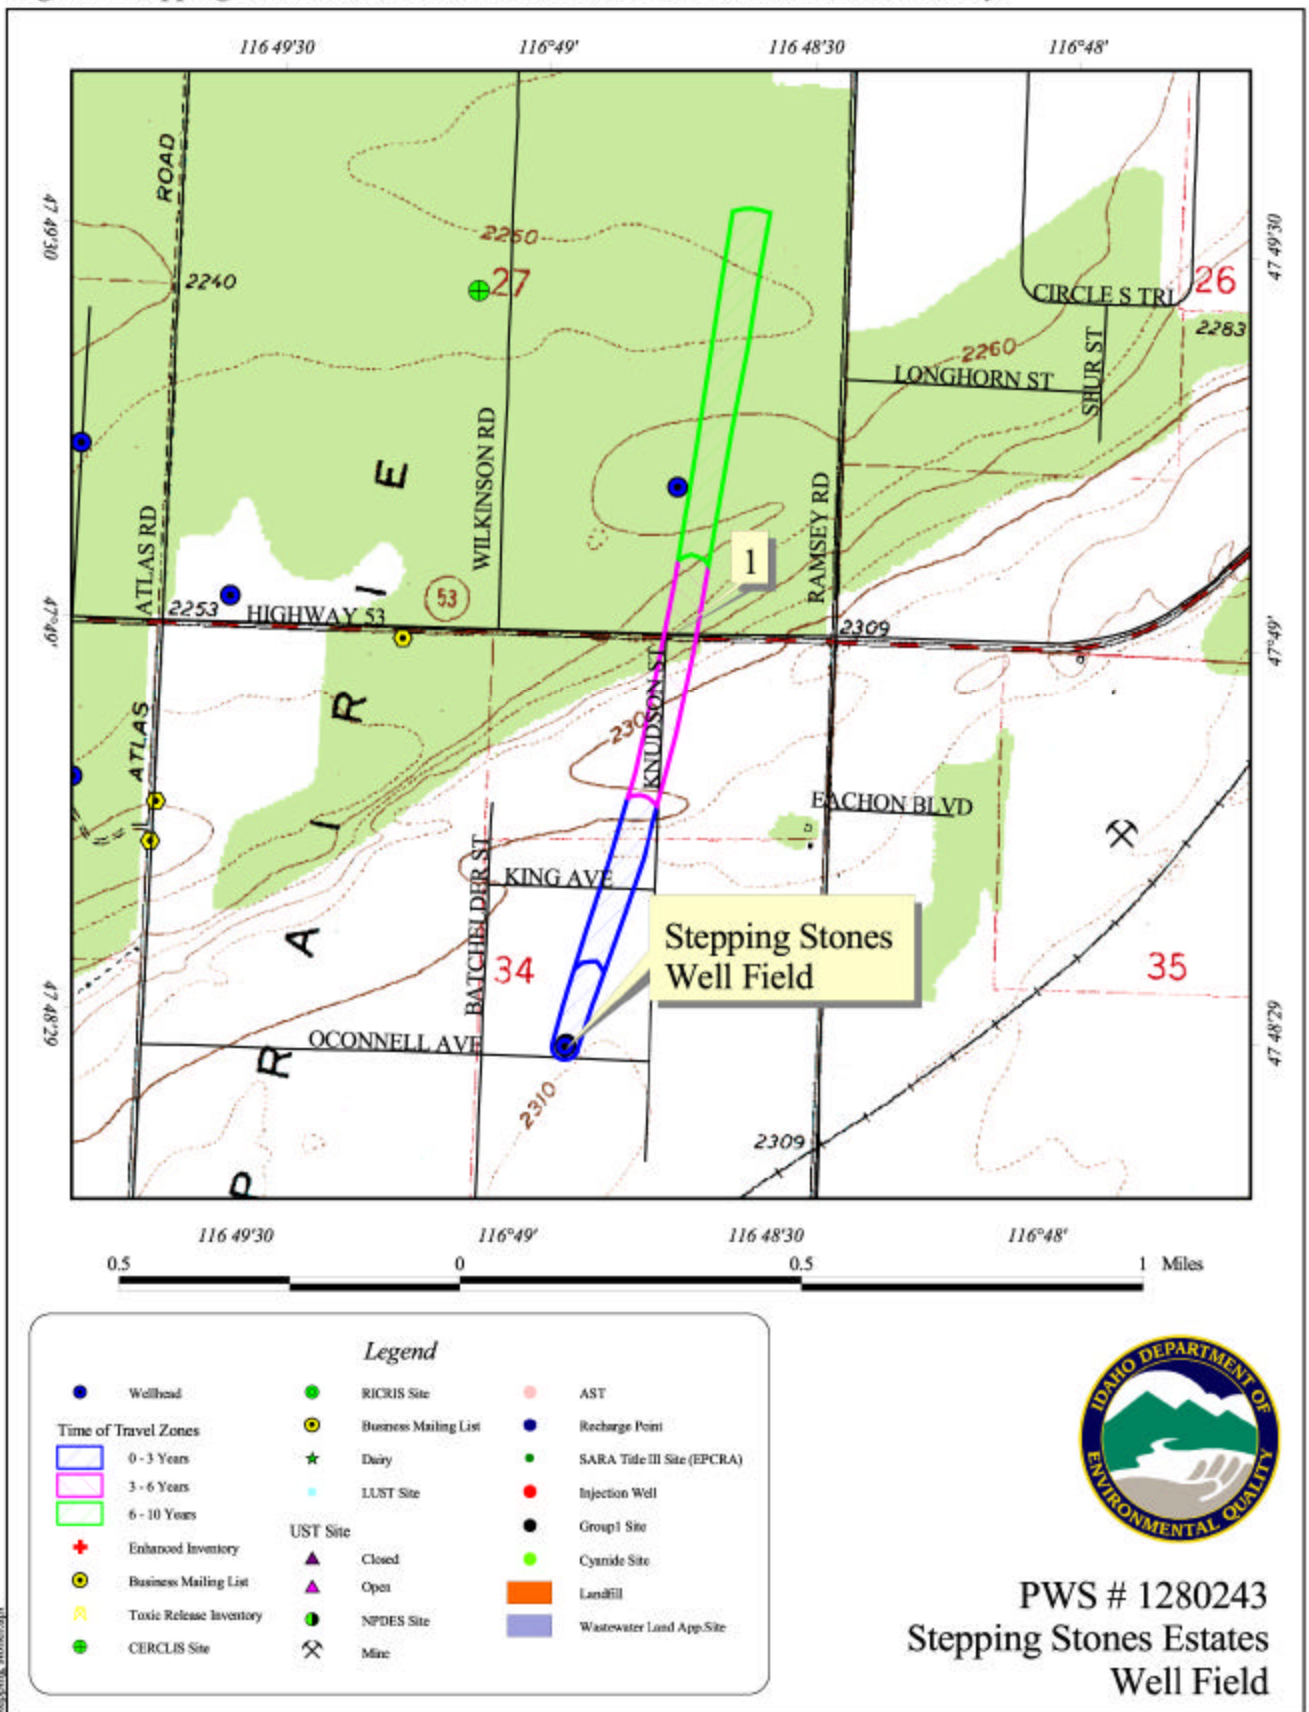 116 49'30
116°49'
116 48'30
116°48'
47 49'30
47 49'30
ROAD
2250
27
26
2240
CIRCLE S TRL
2283
2260
SHUR ST
LONGHORN ST
E
WILKINSON RD
RAMSEY RD
ATLAS RD
1
I
53
2253
HIGHWAY 53
2309
47°49'
47°49'
R
KNUDSON ST
230
ATLAS
EACHON BLVD
I
BATCHELDER ST
KING AVE
A
34
Stepping Stones
Well Field
35
47 48'29
47 48'29
OCONNELL AVE
R
2310
2309
P
116 49'30
116°49'
116 48'30
116°48'
0.5
0
0.5
1 Miles
Legend
Wellhead
Time of Travel Zones
0 - 3 Years
3 - 6 Years
6 - 10 Years
Enhanced Inventory
Business Mailing List
Toxic Release Inventory
CERCLIS Site
RICRIS Site
Business Mailing List
Dairy
LUST Site
UST Site
Closed
Open
NPDES Site
Mine
AST
Recharge Point
SARA Title III Site (EPCRA)
Injection Well
Group1 Site
Cyanide Site
Landfill
Wastewater Land App.Site
IDAHO DEPARTMENT OF
ENVIRONMENTAL QUALITY
PWS # 1280243
Stepping Stones Estates
Well Field